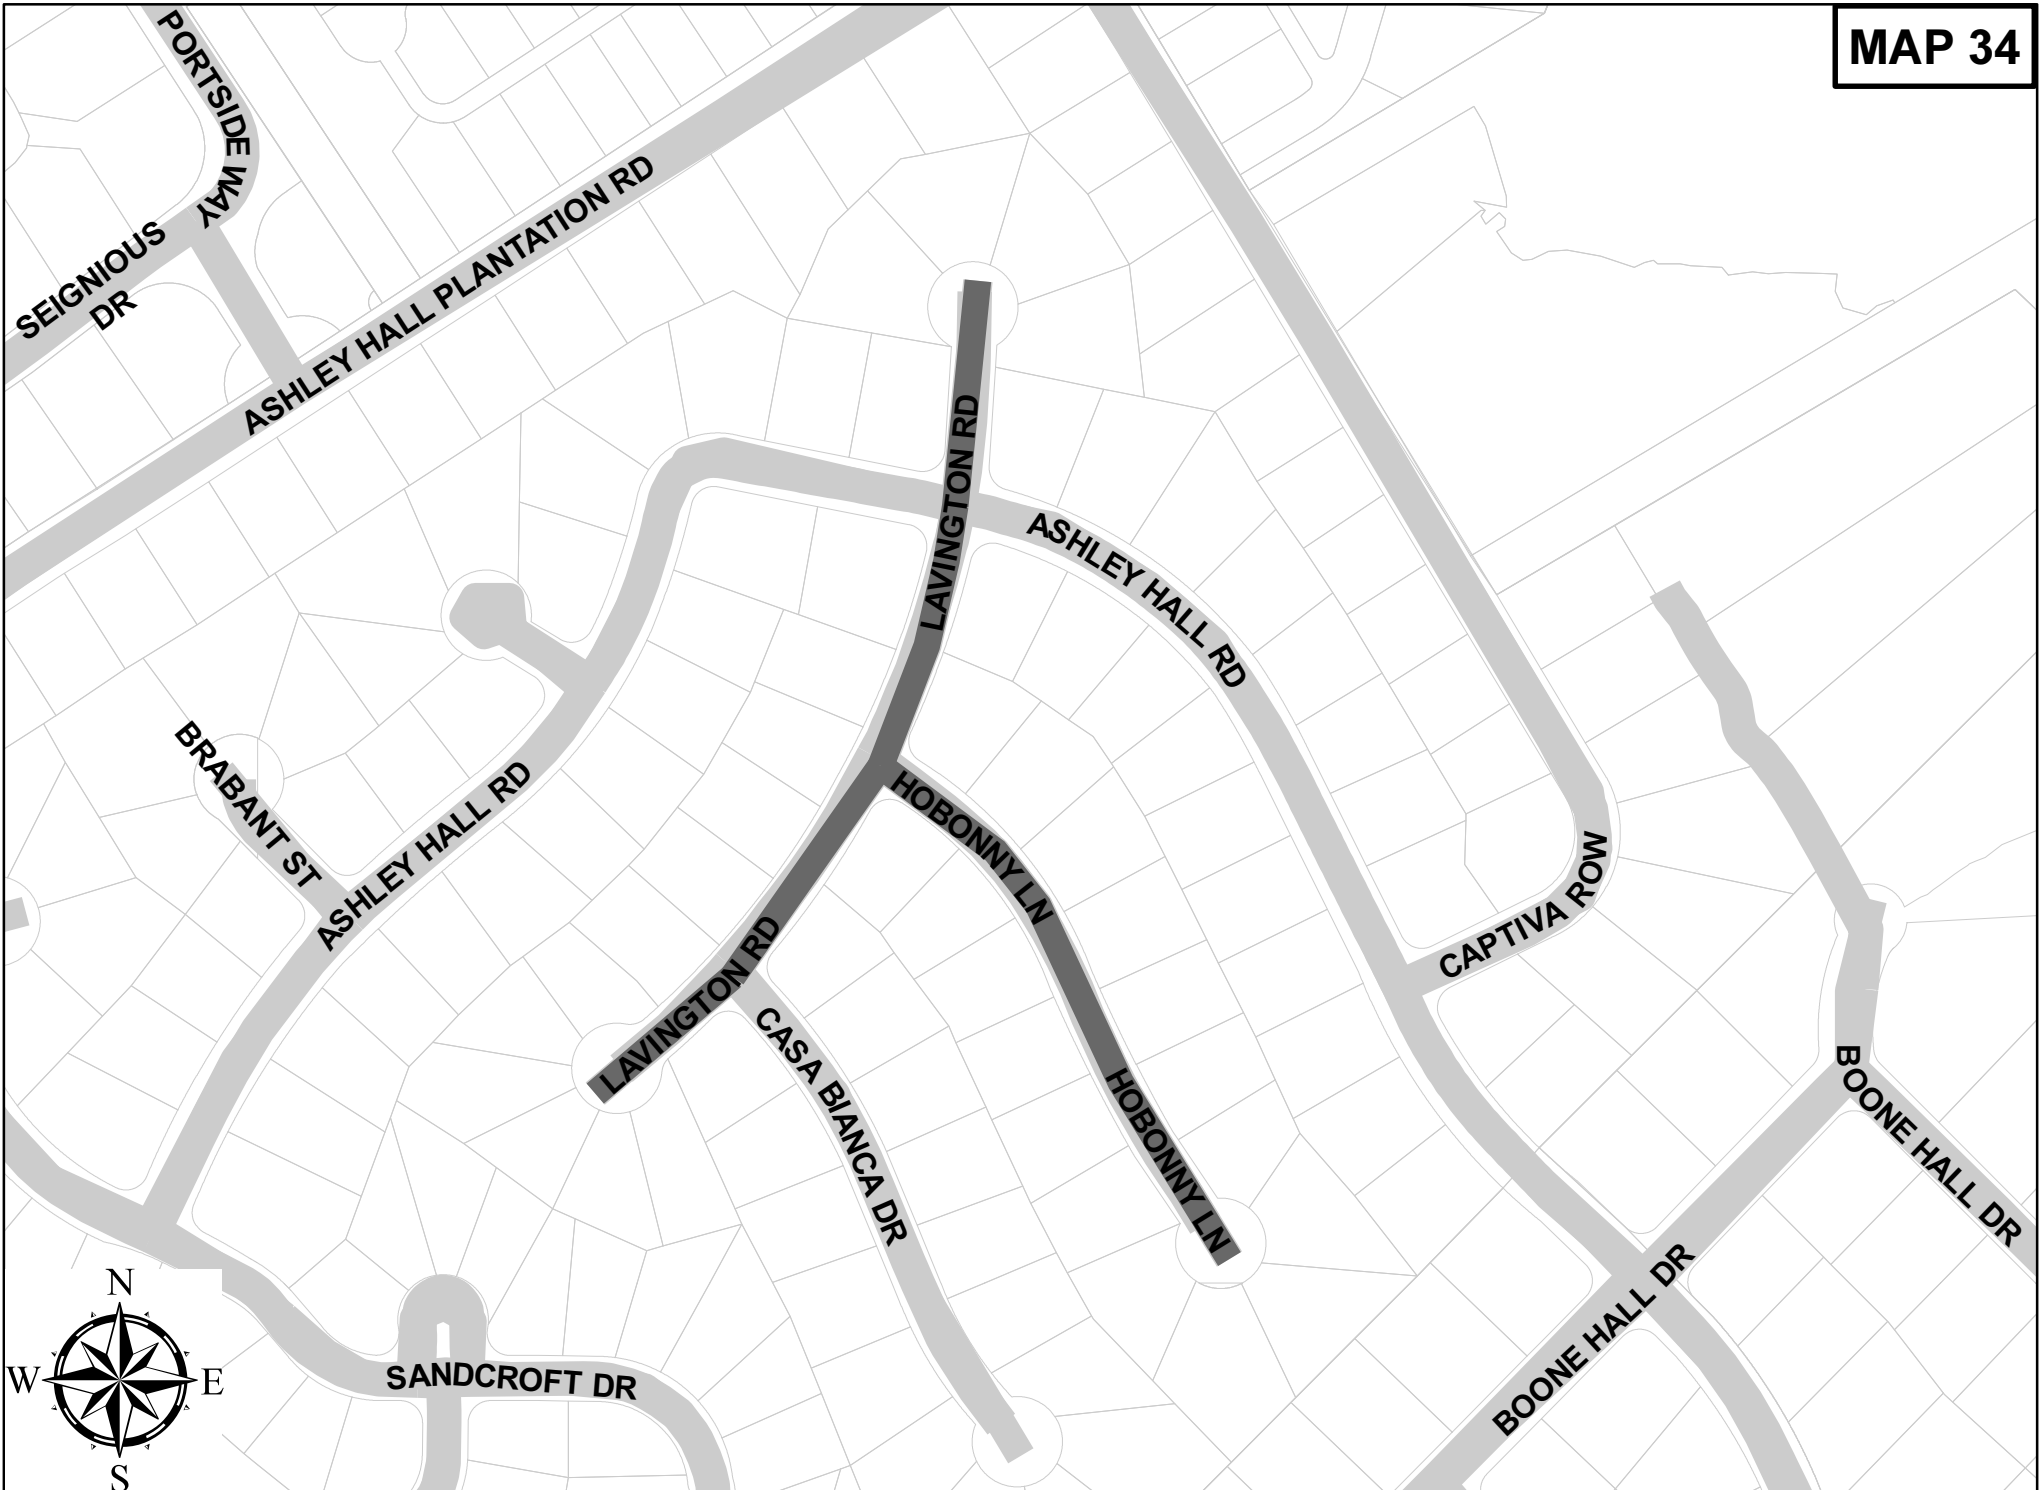 MAP 34
PORTSIDE WAY
SEIGNIOUS
DR
ASHLEY HALL PLANTATION RD
LAVINGTON RD
ASHLEY HALL RD
BRABANT ST
ASHLEY HALL RD
HOBONNY LN
CAPTIVA ROW
LAVINGTON RD
CASA BIANCA DR
HOBONNY LN
BOONE HALL DR
BOONE HALL DR
SANDCROFT DR
N
W
E
S